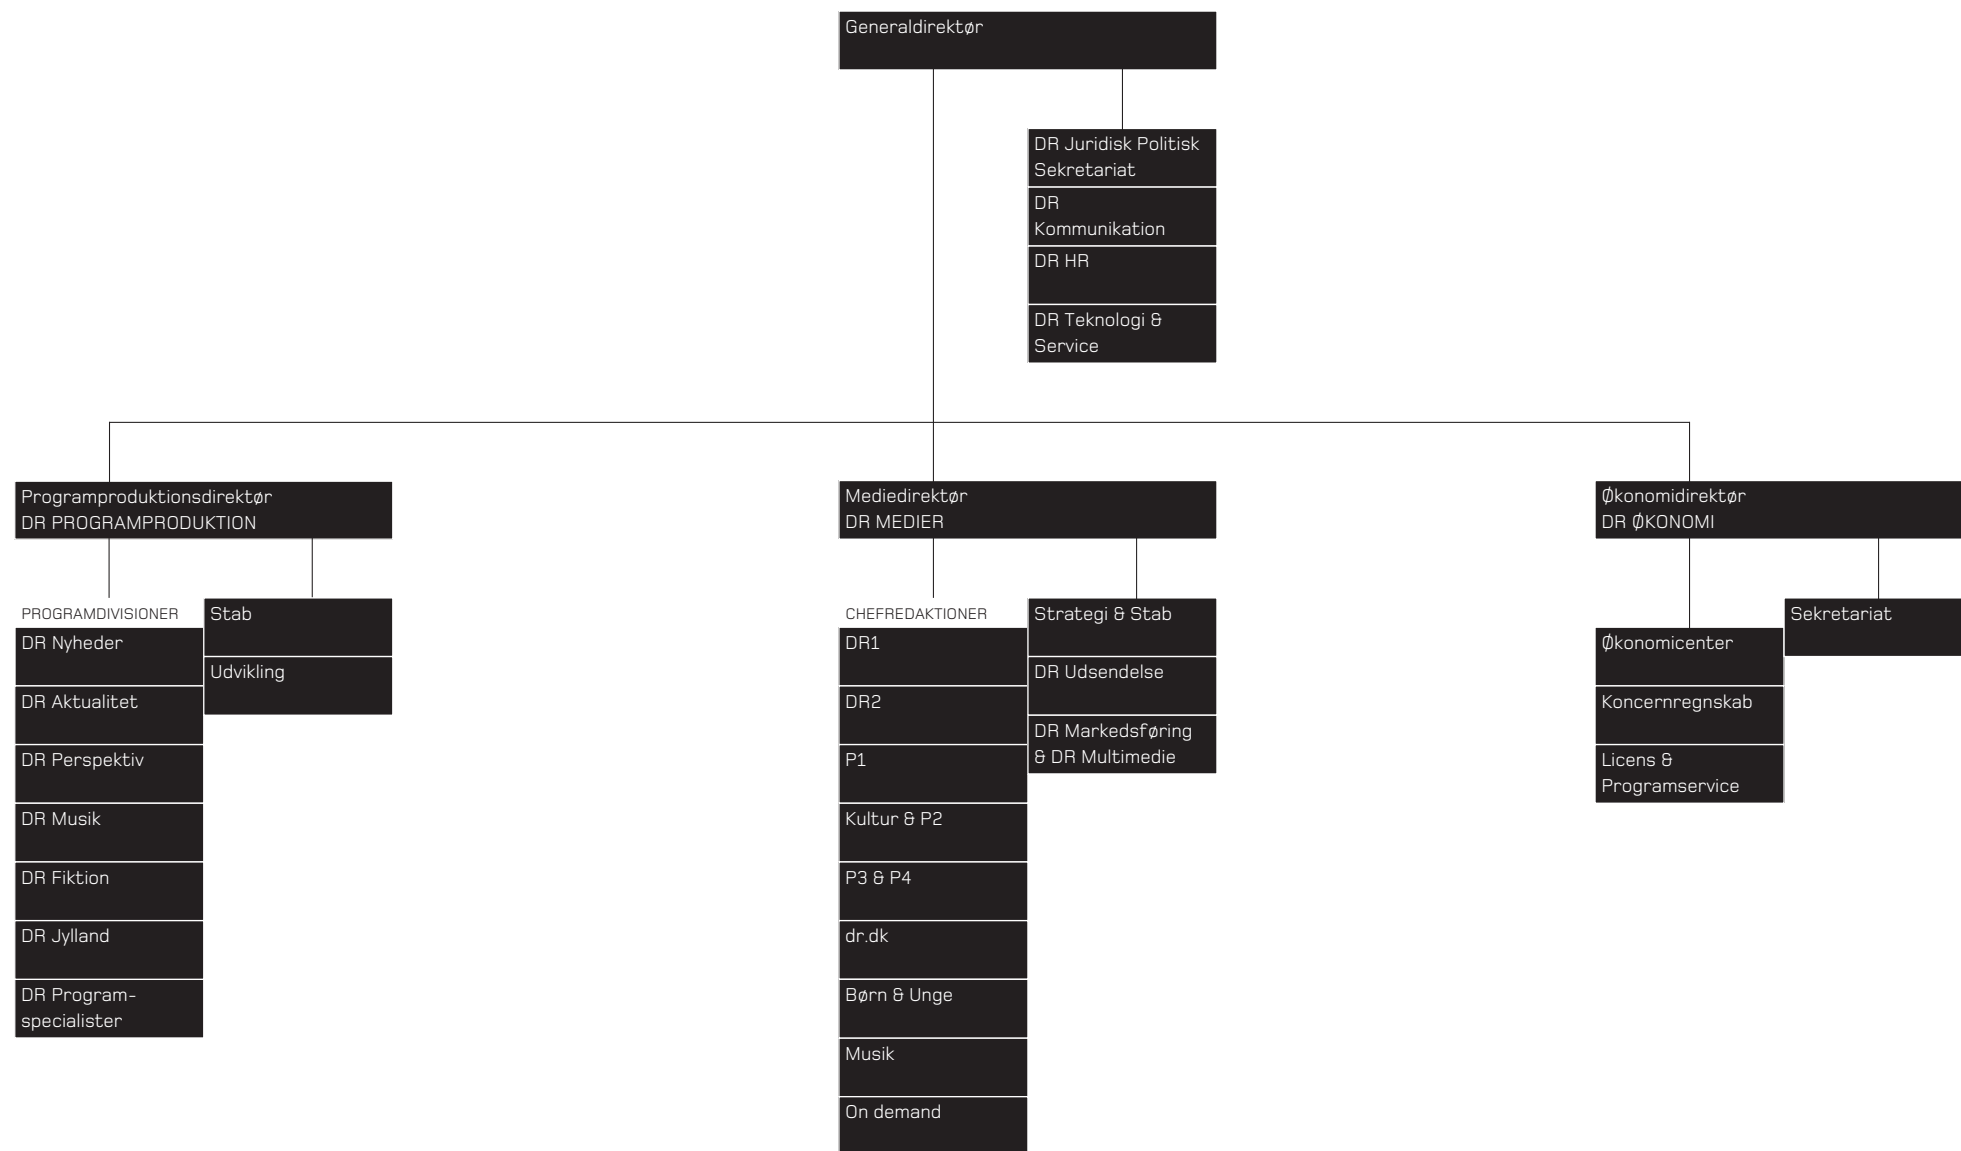 Generaldirektør
DR Juridisk Politisk
Sekretariat
DR
Kommunikation
DR HR
DR Teknologi &
Service
Programproduktionsdirektør
DR PROGRAMPRODUKTION
PROGRAMDIVISIONER
DR Nyheder
DR Aktualitet
DR Perspektiv
DR Musik
DR Fiktion
DR Jylland
DR Program-
specialister
Stab
Udvikling
Mediedirektør
DR MEDIER
CHEFREDAKTIONER
DR1
DR2
P1
Kultur & P2
P3 & P4
dr.dk
Børn & Unge
Musik
On demand
Strategi & Stab
DR Udsendelse
DR Markedsføring
& DR Multimedie
Økonomidirektør
DR ØKONOMI
Økonomicenter
Koncernregnskab
Licens &
Programservice
Sekretariat